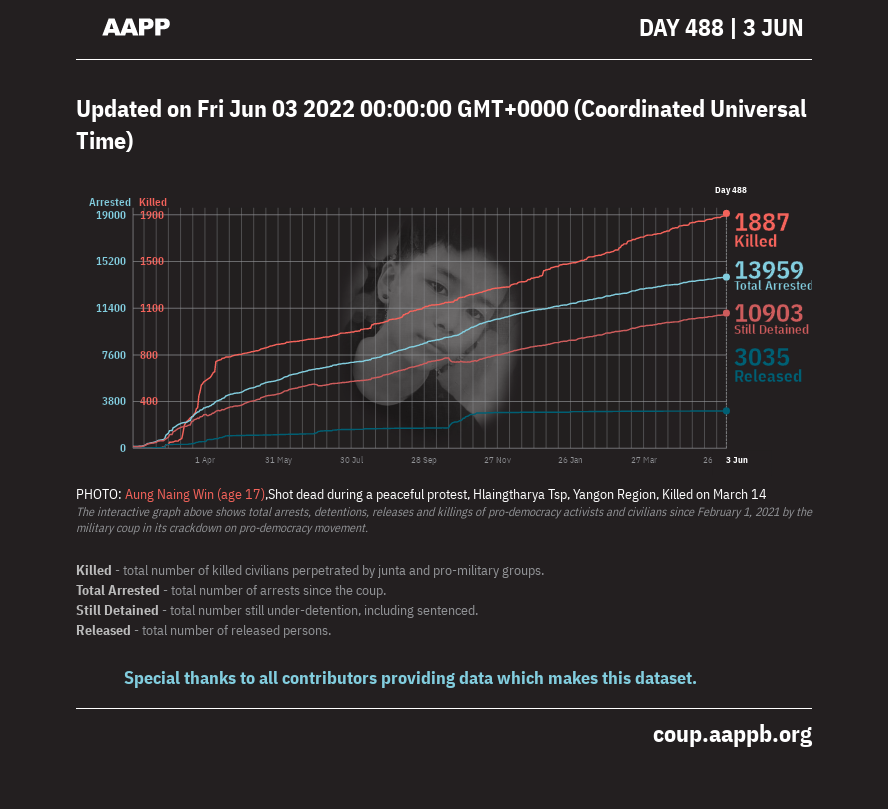 AAPP
DAY 488 | 3 JUN
Updated on Fri Jun 03 2022 00:00:00 GMT+0000 (Coordinated Universal
Time)
Day 488
Arrested Killed
19000 1900
1887
Killed
15200 1500
13959
Total Arrested
11400 1100
10903
Still Detained
7600 800
3035
Released
3800 400
0
1 Apr 31 May 30 Jul 28 Sep 27 Nov 26 Jan 27 Mar 26 3 Jun
PHOTO: Aung Naing Win (age 17),Shot dead during a peaceful protest, Hlaingtharya Tsp, Yangon Region, Killed on March 14
The interactive graph above shows total arrests, detentions, releases and killings of pro-democracy activists and civilians since February 1, 2021 by the
military coup in its crackdown on pro-democracy movement.
Killed - total number of killed civilians perpetrated by junta and pro-military groups.
Total Arrested - total number of arrests since the coup.
Still Detained - total number still under-detention, including sentenced.
Released - total number of released persons.
Special thanks to all contributors providing data which makes this dataset.
coup.aappb.org